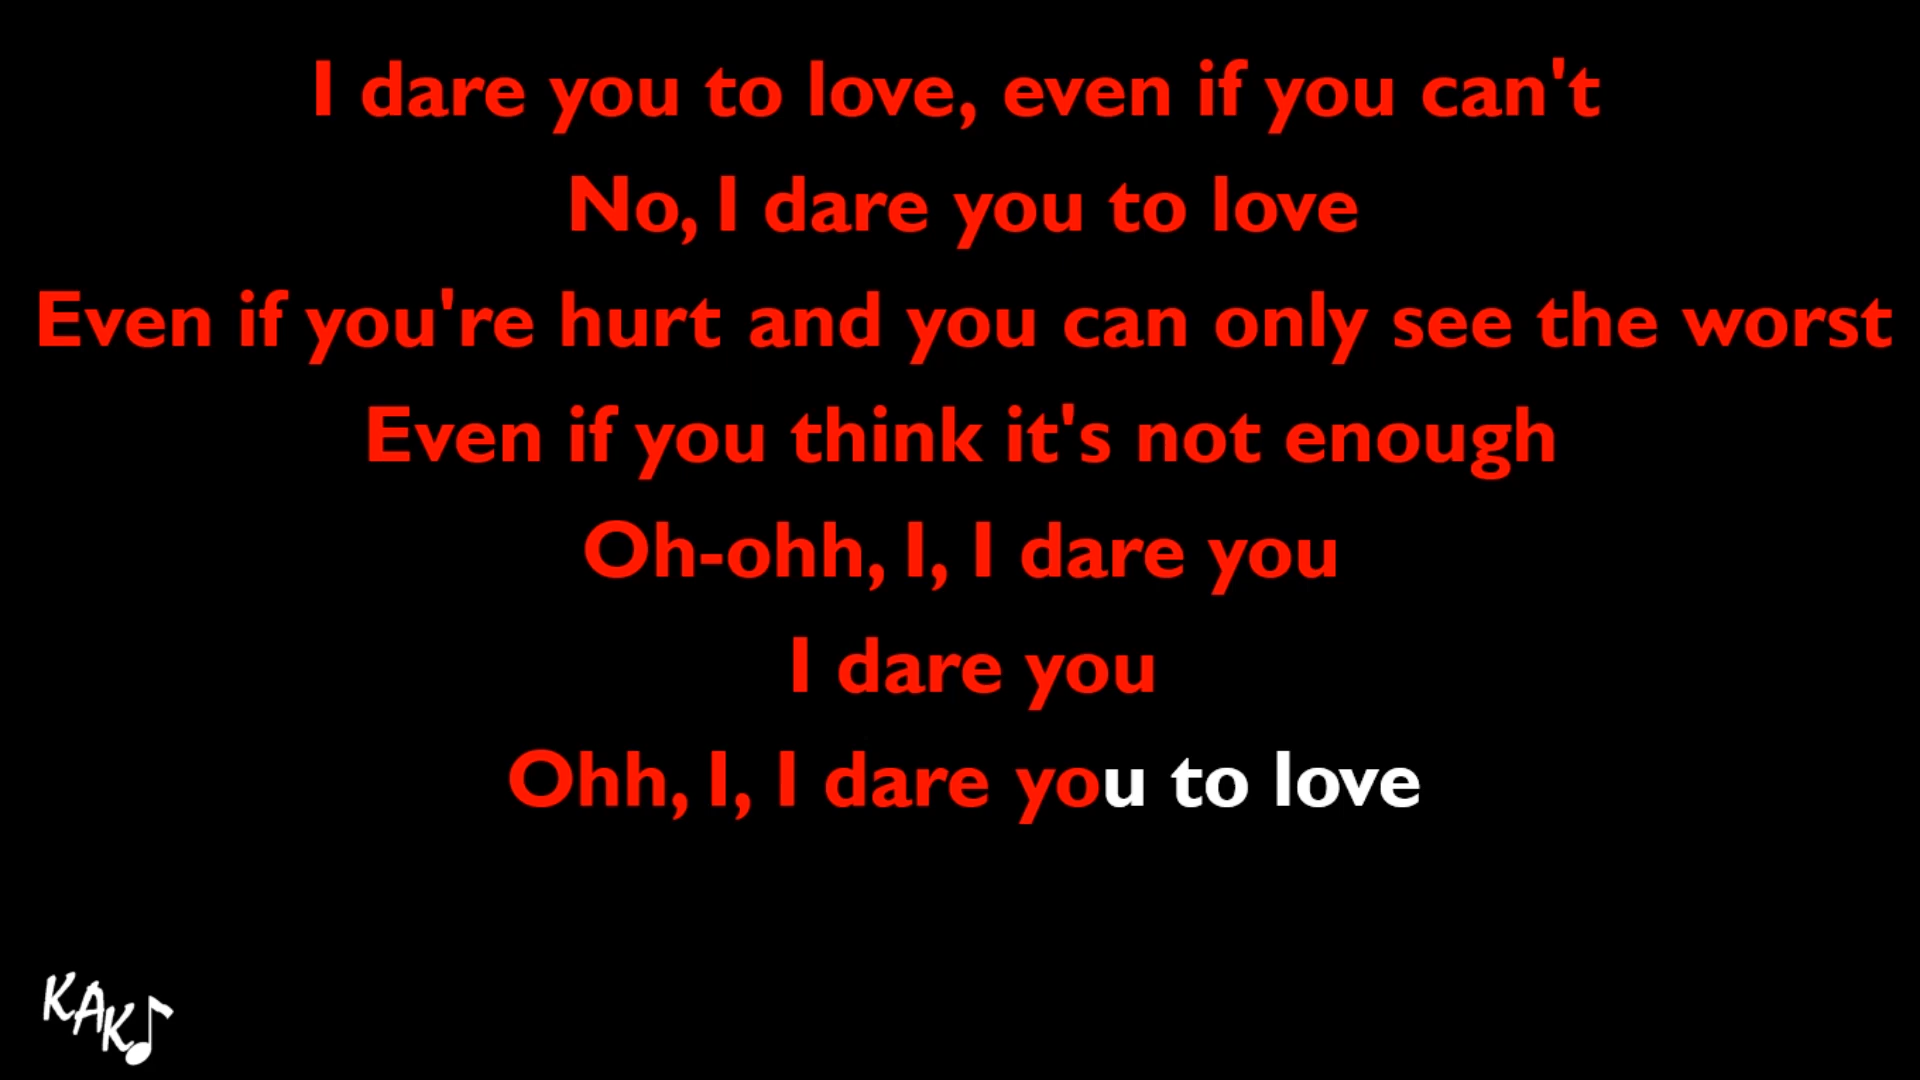 I dare you to love, even if you can't
No, I dare you to love
Even if you're hurt and you can only see the worst
Even if you think it's not enough
Oh-ohh, I, I dare you
I dare you
Ohh, I, I dare you to love
KAK